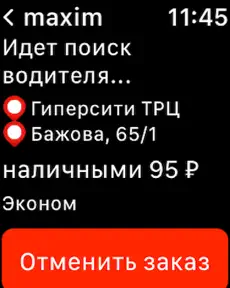 < maxim 11:45
Идет поиск
водителя...
Гиперсити ТРЦ
Бажова, 65/1
наличными 95 ₽
Эконом
Отменить заказ